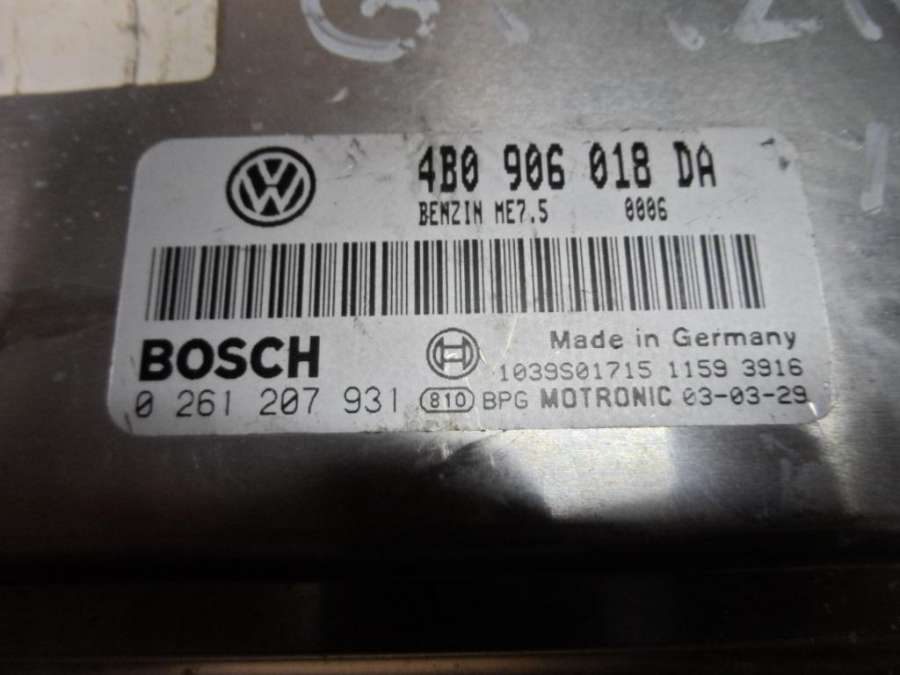 4B0 906 018 DA
BENZIN ME7.5 0006
BOSCH
Made in Germany
1039S01715 1159 3916
0 261 207 931 810 BPG MOTRONIC 03-03-29